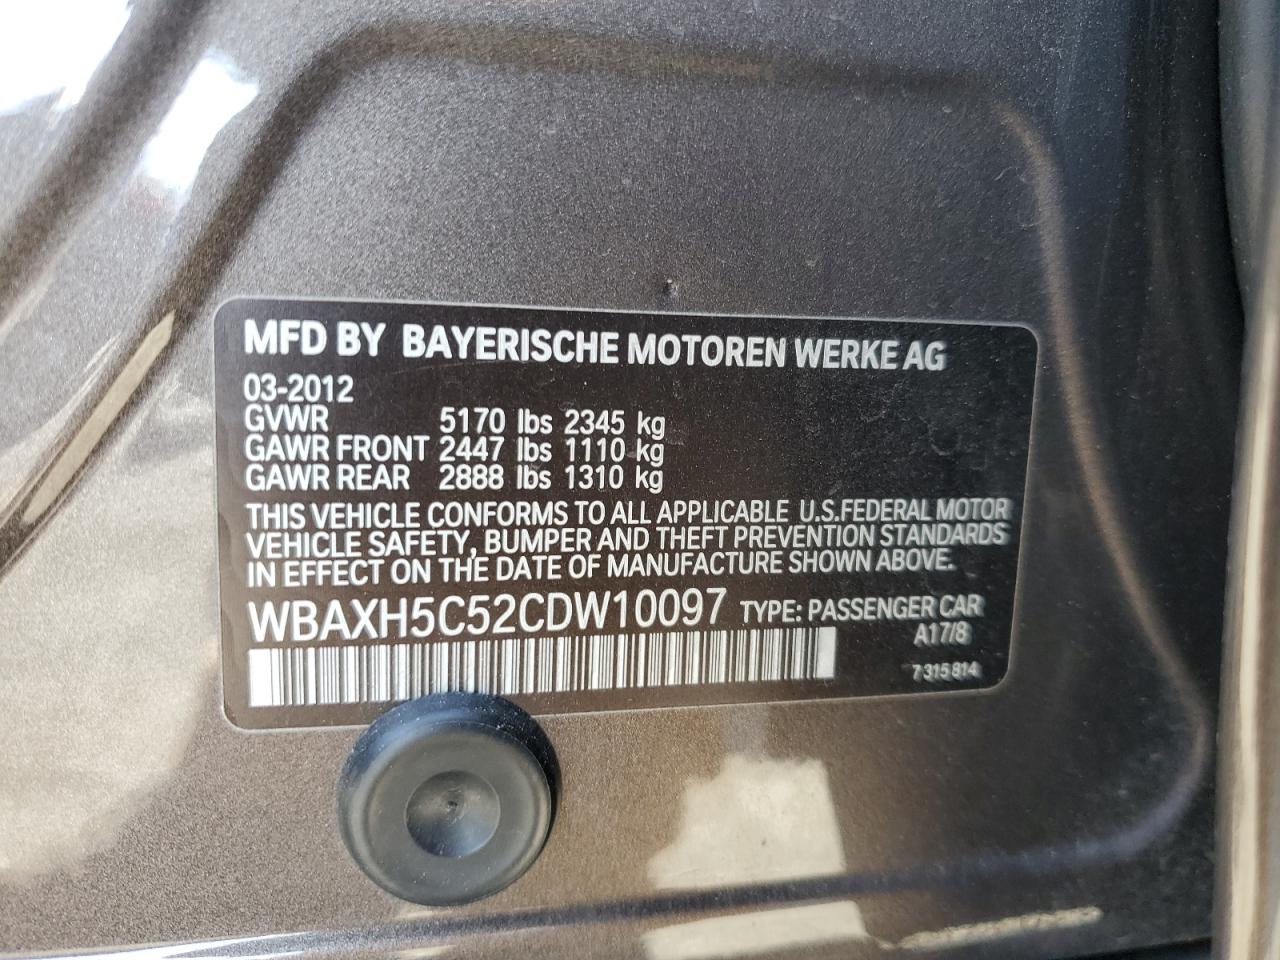 MFD BY BAYERISCHE MOTOREN WERKE AG
03-2012
GVWR 5170 lbs 2345 kg
GAWR FRONT 2447 lbs 1110 kg
GAWR REAR 2888 lbs 1310 kg
THIS VEHICLE CONFORMS TO ALL APPLICABLE U.S.FEDERAL MOTOR
VEHICLE SAFETY, BUMPER AND THEFT PREVENTION STANDARDS
IN EFFECT ON THE DATE OF MANUFACTURE SHOWN ABOVE.
WBAXH5C52CDW10097 TYPE: PASSENGER CAR
A17/8
7 315 814